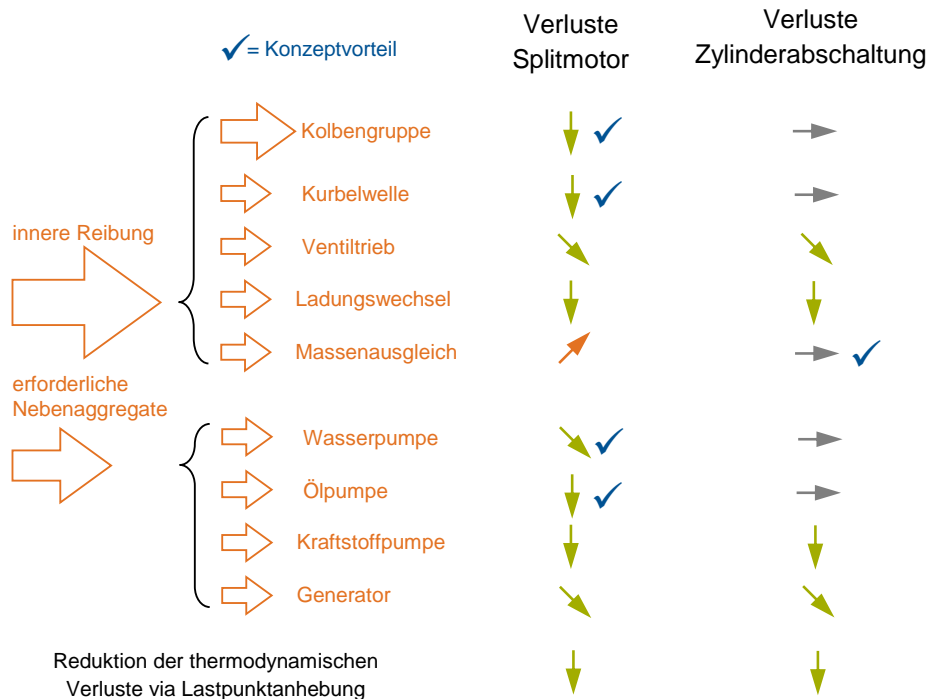 ✓= Konzeptvorteil
Verluste
Splitmotor
Verluste
Zylinderabschaltung
innere Reibung
Kolbengruppe
Kurbelwelle
Ventiltrieb
Ladungswechsel
Massenausgleich
erforderliche
Nebenaggregate
Wasserpumpe
Ölpumpe
Kraftstoffpumpe
Generator
Reduktion der thermodynamischen
Verluste via Lastpunktanhebung